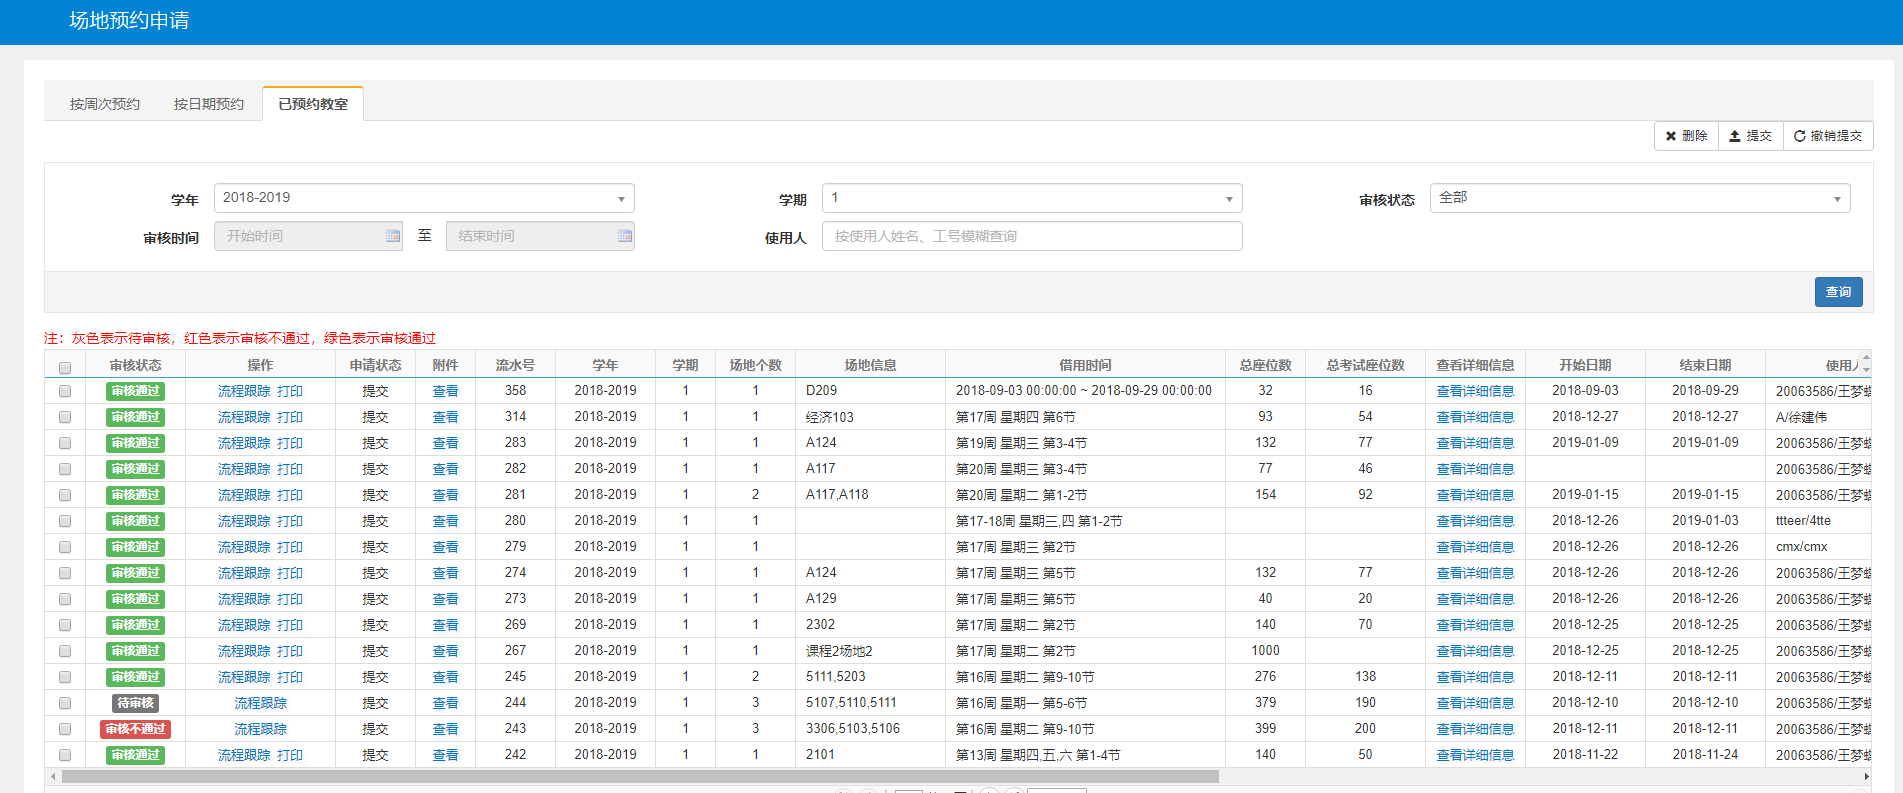 场地预约申请
按周次预约 按日期预约 已预约教室
删除 提交 撤销提交
学年 2018-2019 学期 1 审核状态 全部
审核时间 开始时间 至 结束时间 使用人 按使用人姓名、工号模糊查询
查询
注：灰色表示待审核，红色表示审核不通过，绿色表示审核通过
审核状态 操作 申请状态 附件 流水号 学年 学期 场地个数 场地信息 借用时间 总座位数 总考试座位数 查看详细信息 开始日期 结束日期 使用人
审核通过 流程跟踪 打印 提交 查看 358 2018-2019 1 1 D209 2018-09-03 00:00:00 ~ 2018-09-29 00:00:00 32 16 查看详细信息 2018-09-03 2018-09-29 20063586/王梦
审核通过 流程跟踪 打印 提交 查看 314 2018-2019 1 1 经济103 第17周 星期四 第6节 93 54 查看详细信息 2018-12-27 2018-12-27 A/徐建伟
审核通过 流程跟踪 打印 提交 查看 283 2018-2019 1 1 A124 第19周 星期三 第3-4节 132 77 查看详细信息 2019-01-09 2019-01-09 20063586/王梦
审核通过 流程跟踪 打印 提交 查看 282 2018-2019 1 1 A117 第20周 星期三 第3-4节 77 46 查看详细信息 20063586/王梦
审核通过 流程跟踪 打印 提交 查看 281 2018-2019 1 2 A117,A118 第20周 星期二 第1-2节 154 92 查看详细信息 2019-01-15 2019-01-15 20063586/王梦
审核通过 流程跟踪 打印 提交 查看 280 2018-2019 1 1 第17-18周 星期三,四 第1-2节 查看详细信息 2018-12-26 2019-01-03 ttteer/4tte
审核通过 流程跟踪 打印 提交 查看 279 2018-2019 1 1 第17周 星期三 第2节 查看详细信息 2018-12-26 2018-12-26 cmx/cmx
审核通过 流程跟踪 打印 提交 查看 274 2018-2019 1 1 A124 第17周 星期三 第5节 132 77 查看详细信息 2018-12-26 2018-12-26 20063586/王梦
审核通过 流程跟踪 打印 提交 查看 273 2018-2019 1 1 A129 第17周 星期三 第5节 40 20 查看详细信息 2018-12-26 2018-12-26 20063586/王梦
审核通过 流程跟踪 打印 提交 查看 269 2018-2019 1 1 2302 第17周 星期二 第2节 140 70 查看详细信息 2018-12-25 2018-12-25 20063586/王梦
审核通过 流程跟踪 打印 提交 查看 267 2018-2019 1 1 课程2场地2 第17周 星期二 第2节 1000 查看详细信息 2018-12-25 2018-12-25 20063586/王梦
审核通过 流程跟踪 打印 提交 查看 245 2018-2019 1 2 5111,5203 第16周 星期二 第9-10节 276 138 查看详细信息 2018-12-11 2018-12-11 20063586/王梦
待审核 流程跟踪 提交 查看 244 2018-2019 1 3 5107,5110,5111 第16周 星期一 第5-6节 379 190 查看详细信息 2018-12-10 2018-12-10 20063586/王梦
审核不通过 流程跟踪 提交 查看 243 2018-2019 1 3 3306,5103,5106 第16周 星期二 第9-10节 399 200 查看详细信息 2018-12-11 2018-12-11 20063586/王梦
审核通过 流程跟踪 打印 提交 查看 242 2018-2019 1 1 2101 第13周 星期四,五,六 第1-4节 140 50 查看详细信息 2018-11-22 2018-11-24 20063586/王梦